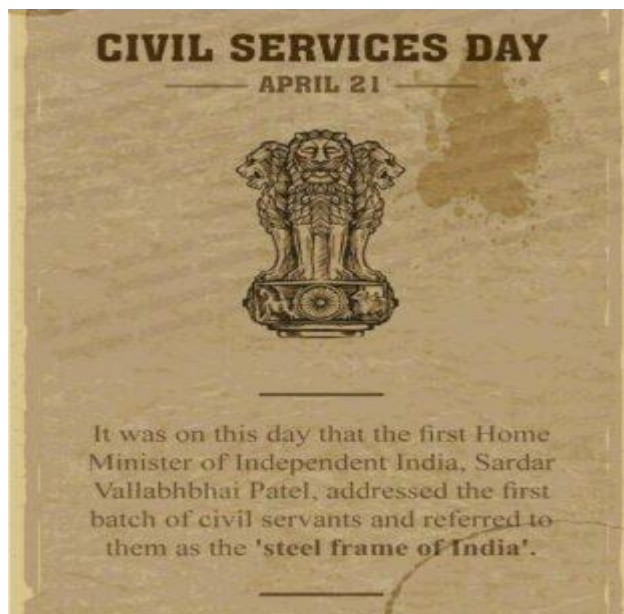 CIVIL SERVICES DAY
APRIL 21
It was on this day that the first Home
Minister of Independent India, Sardar
Vallabhbhai Patel, addressed the first
batch of civil servants and referred to
them as the 'steel frame of India'.